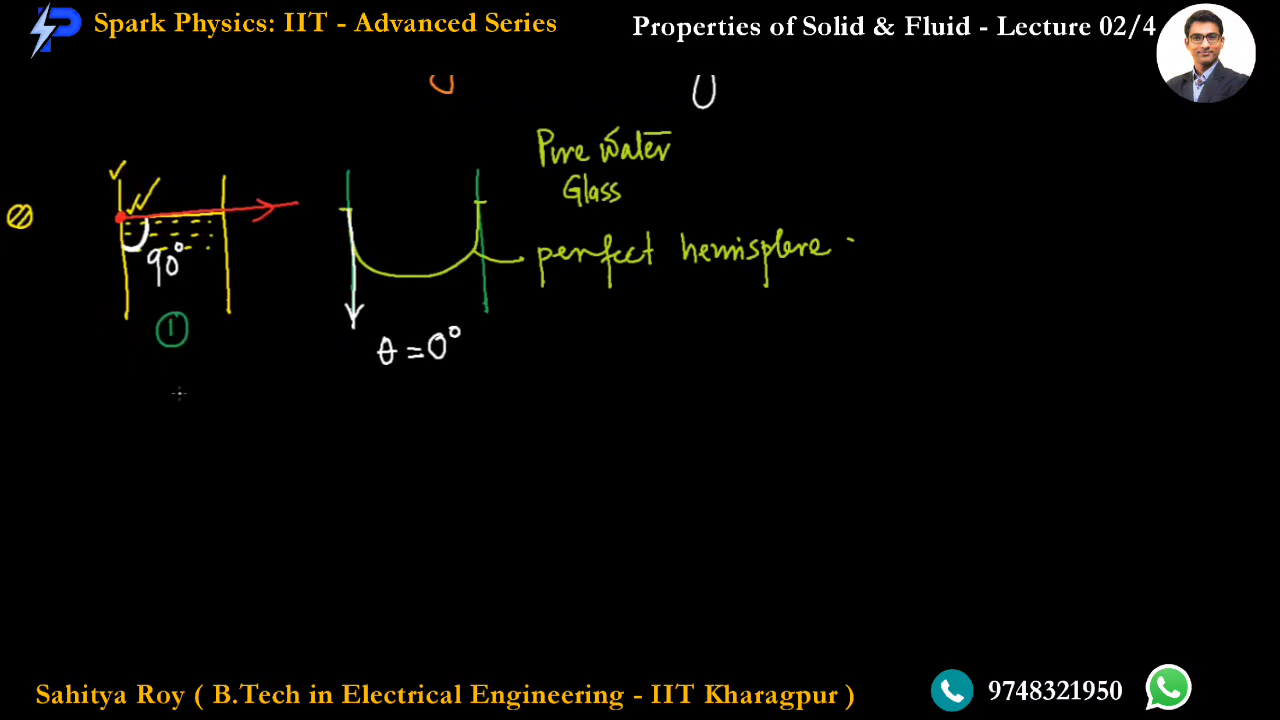 Spark Physics: IIT - Advanced Series
Properties of Solid & Fluid - Lecture 02/4
Pure Water
Glass
90°
perfect hemisphere
1
θ = 0°
Sahitya Roy ( B.Tech in Electrical Engineering - IIT Kharagpur )
9748321950